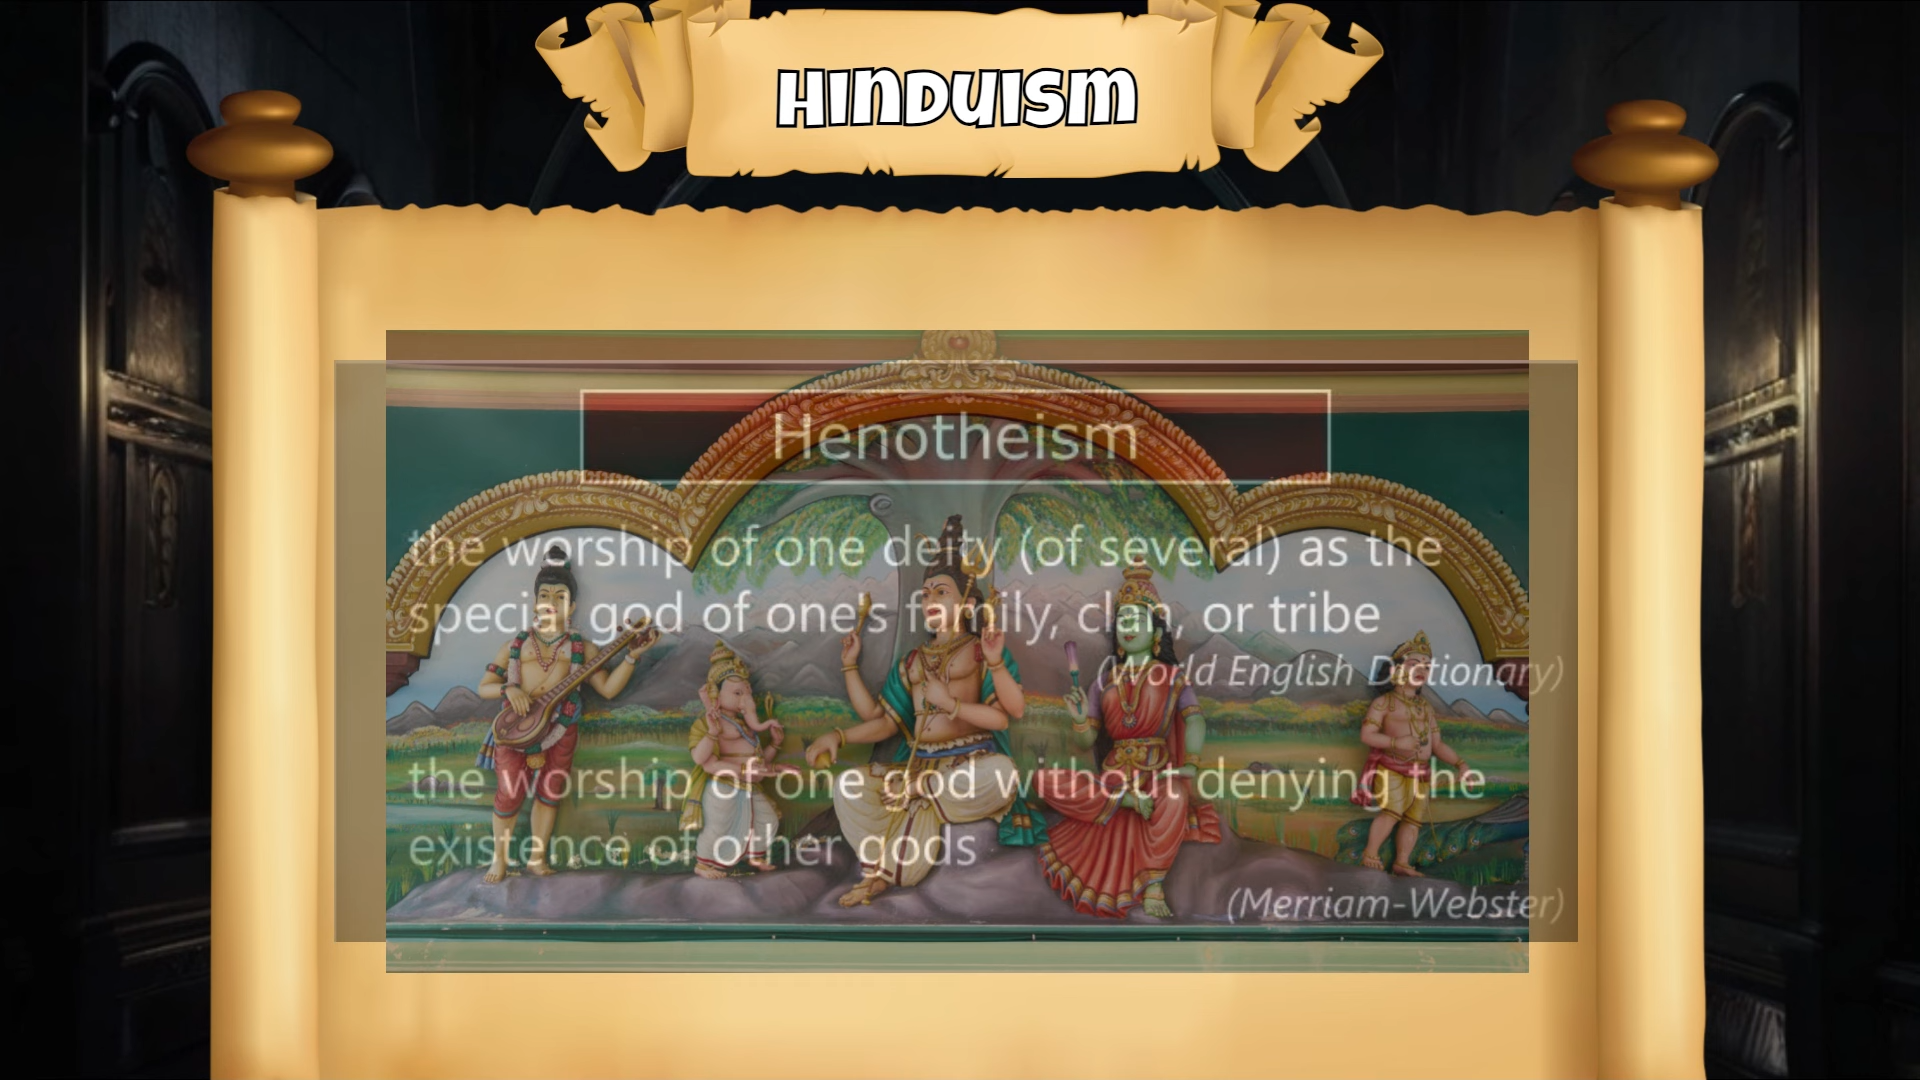 HINDUISM
Henotheism
the worship of one deity (of several) as the
special god of one's family, clan, or tribe
(World English Dictionary)
the worship of one god without denying the
existence of other gods
(Merriam-Webster)